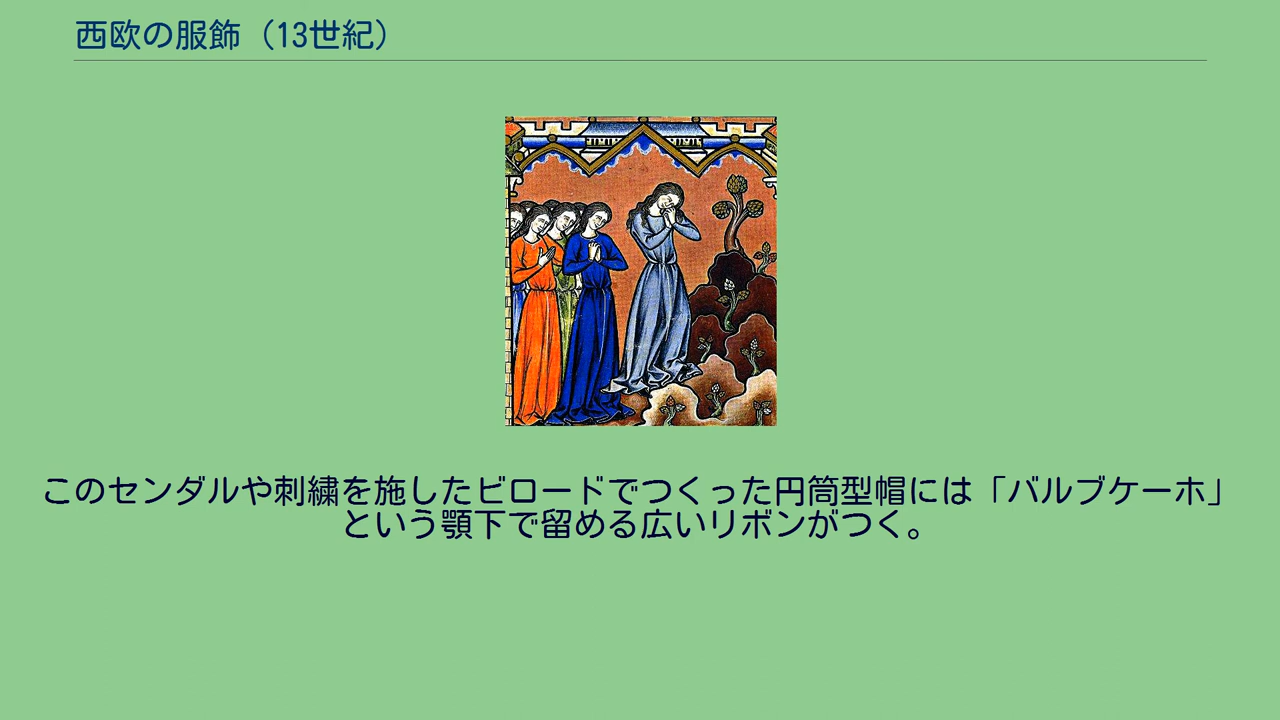 西欧の服飾（13世紀）
このセンダルや刺繍を施したビロードでつくった円筒型帽には「バルブケーホ」
という顎下で留める広いリボンがつく。